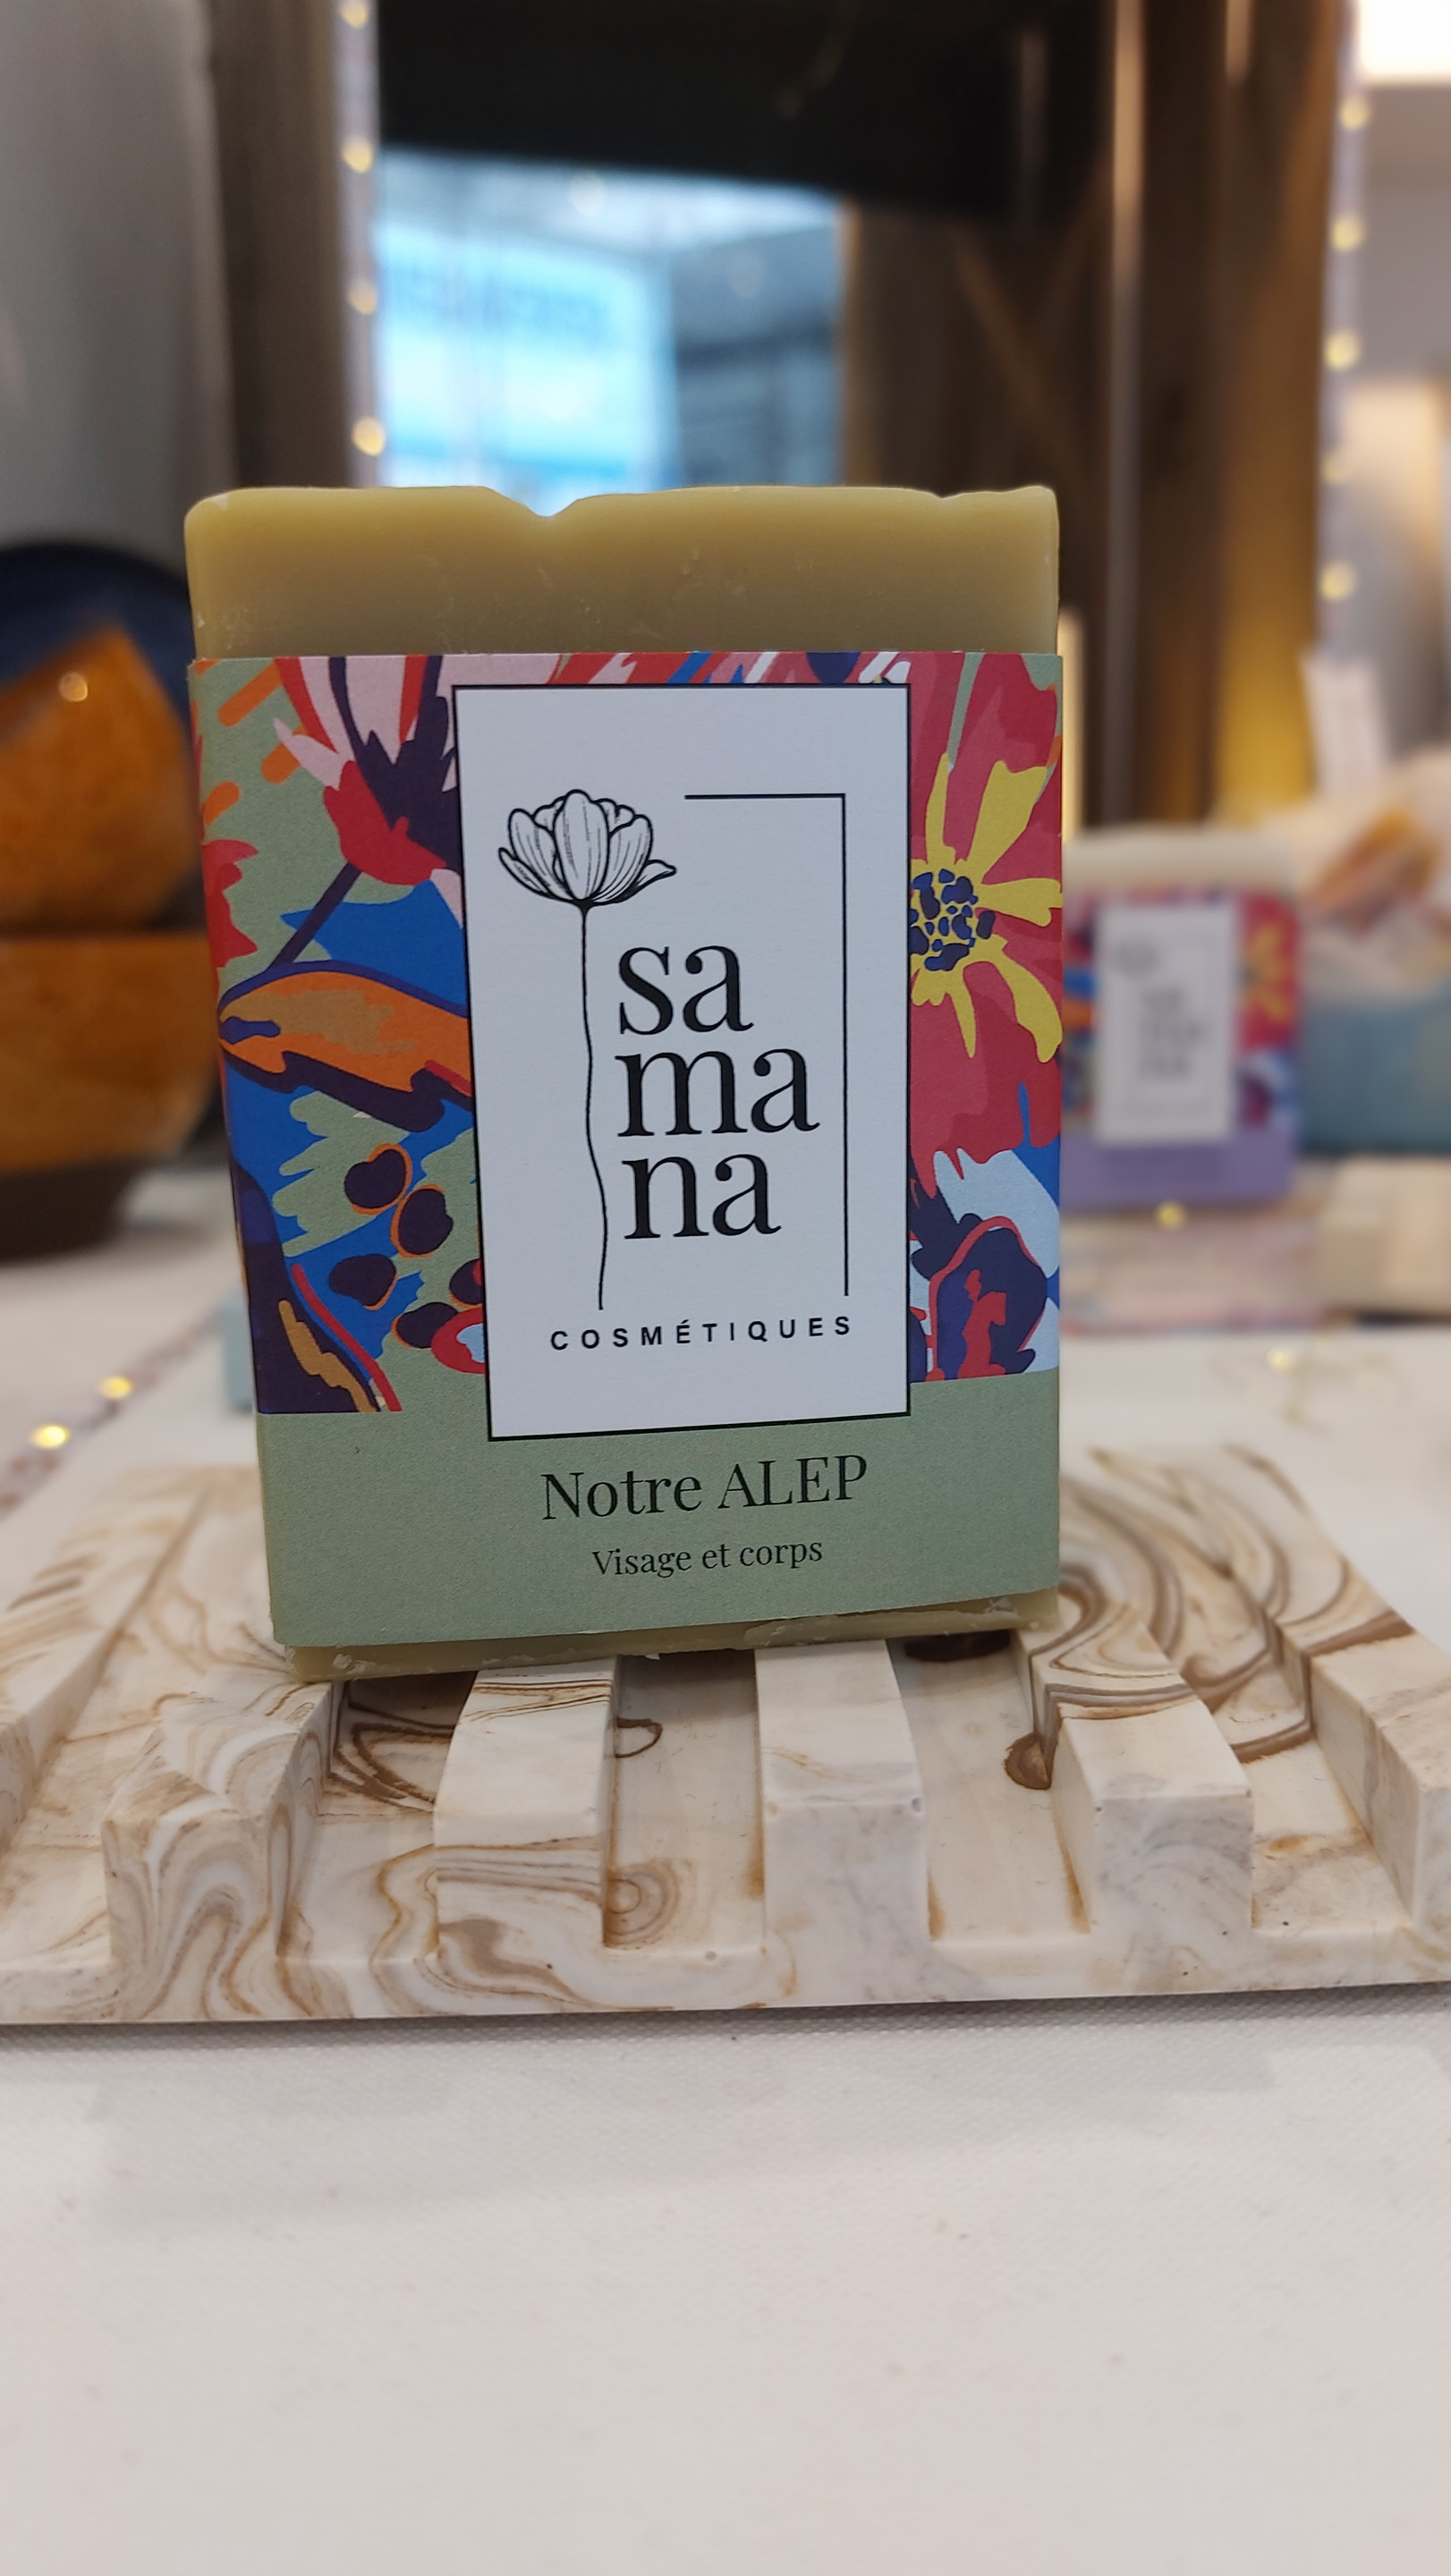 sa
ma
na
COSMÉTIQUES
Notre ALEP
Visage et corps